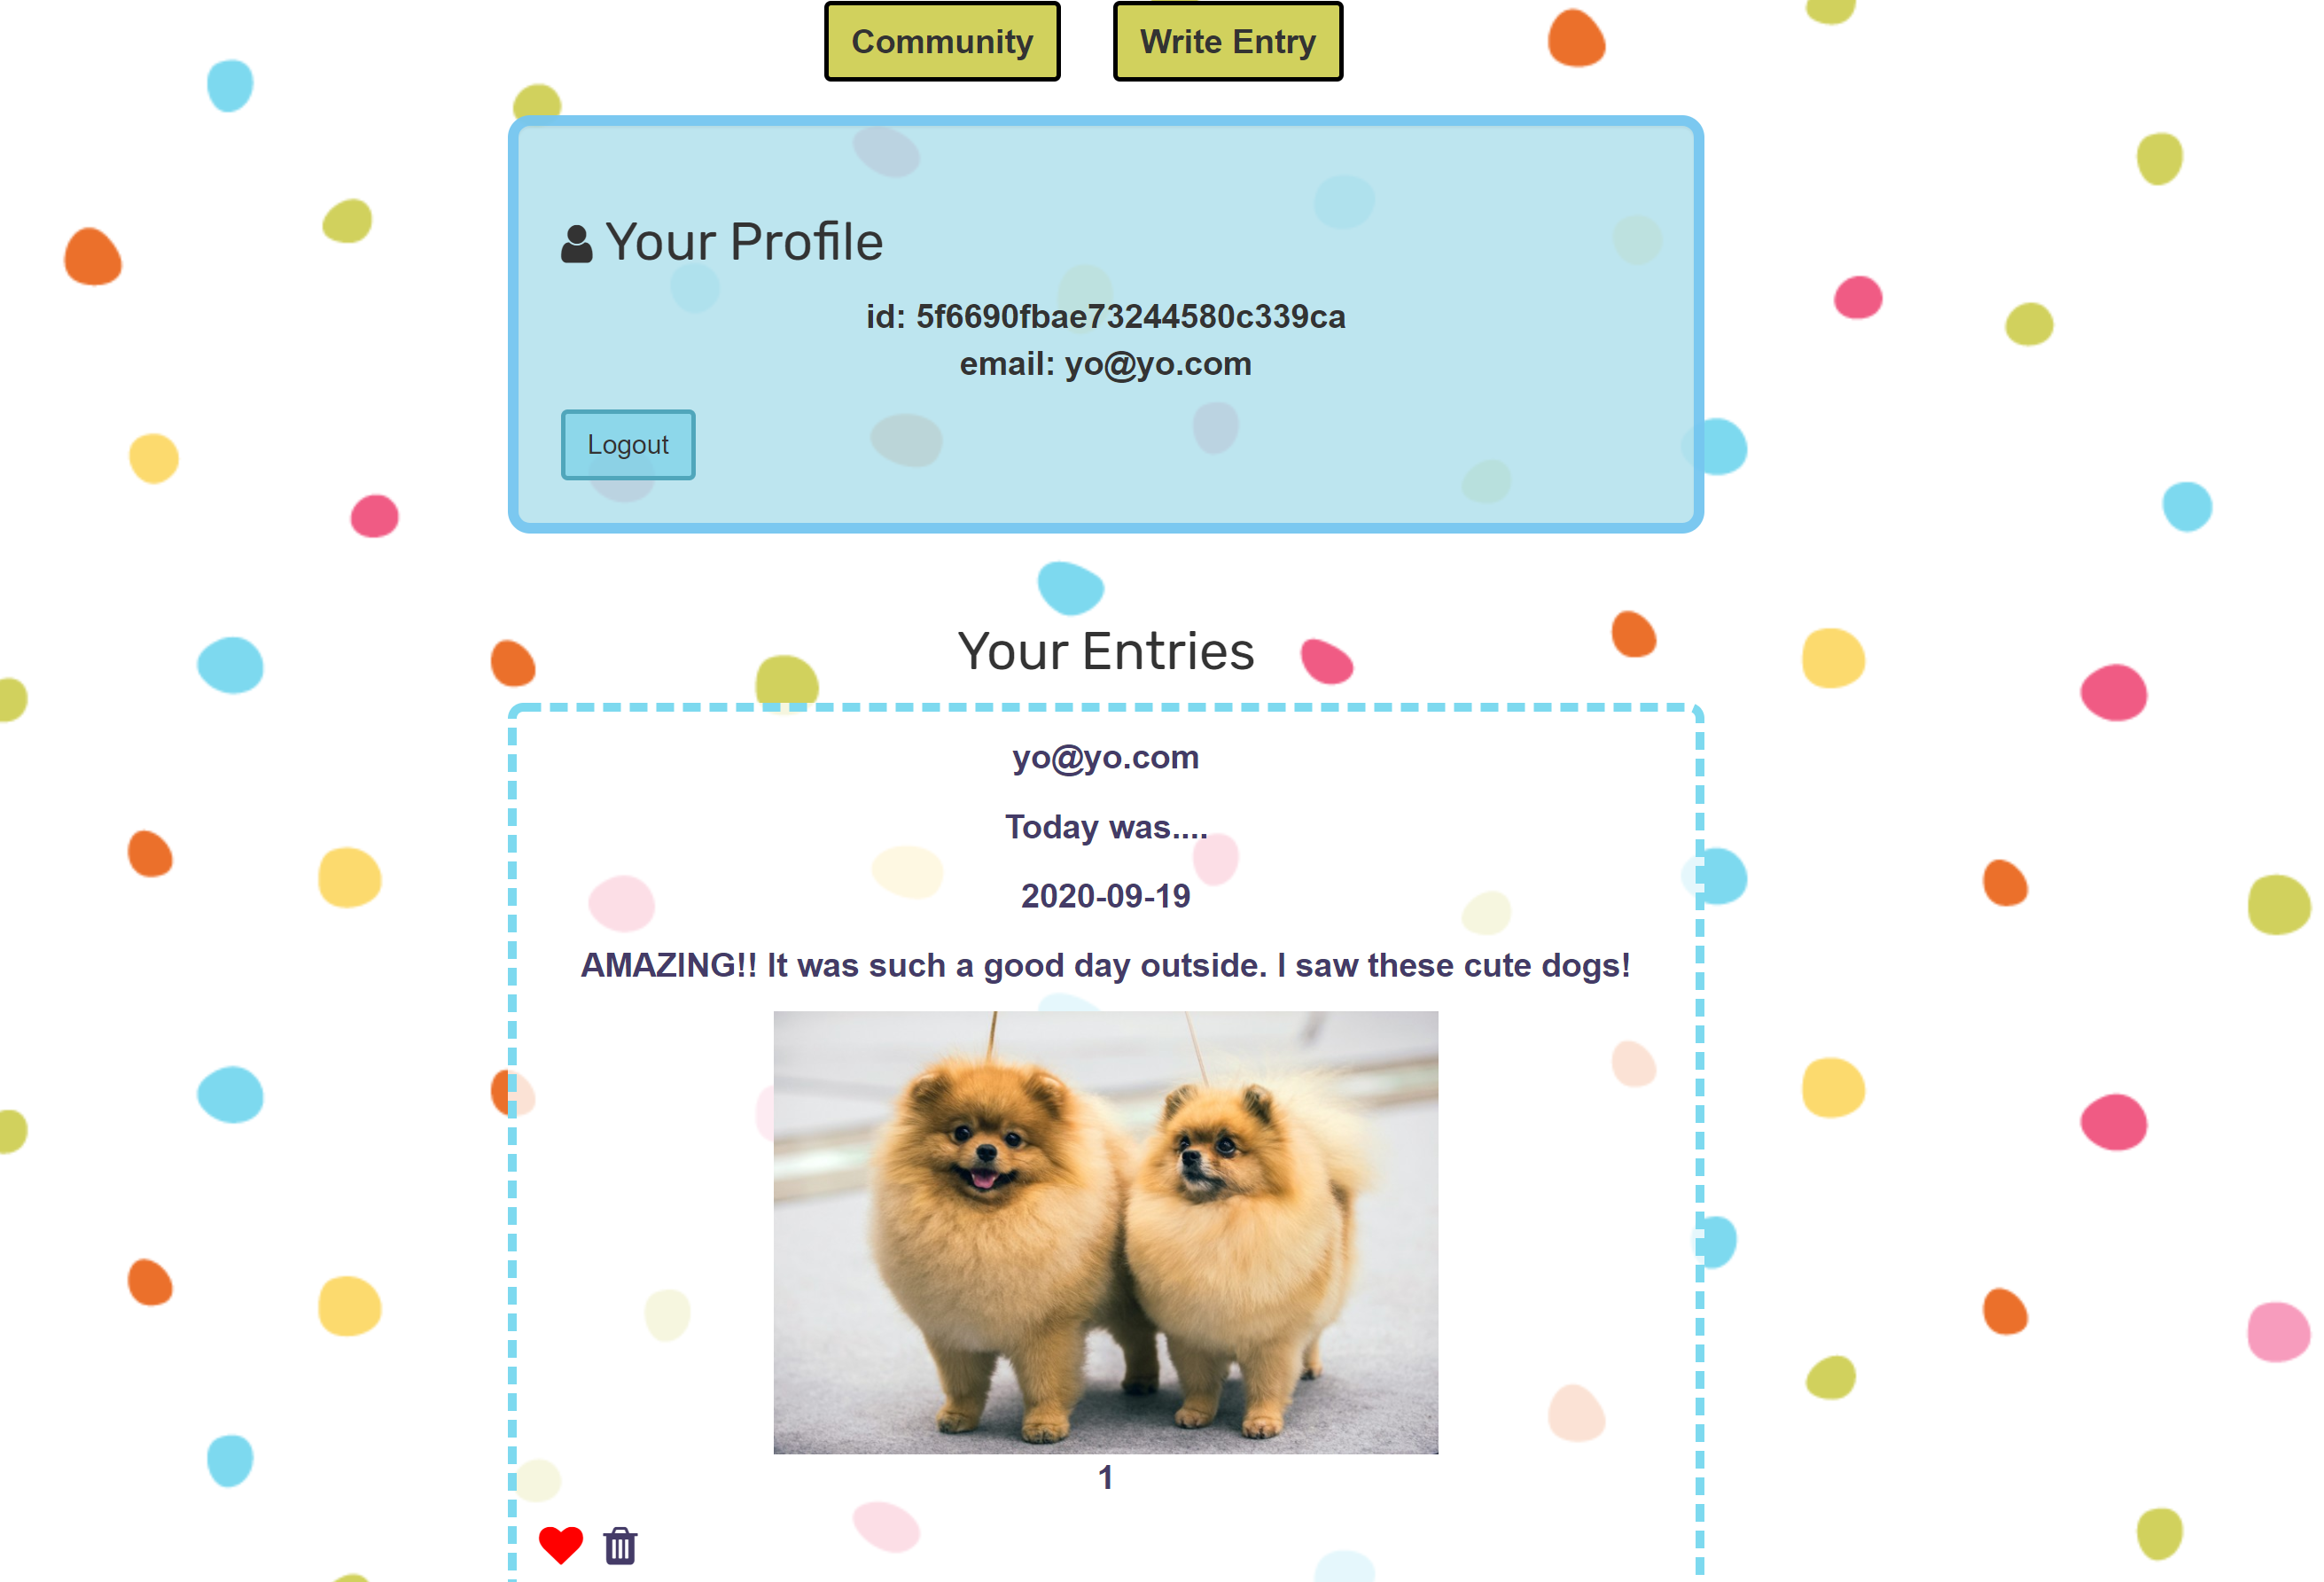 Community
Write Entry
Your Profile
id: 5f6690fbae73244580c339ca
email: yo@yo.com
Logout
Your Entries
yo@yo.com
Today was....
2020-09-19
AMAZING!! It was such a good day outside. I saw these cute dogs!
1